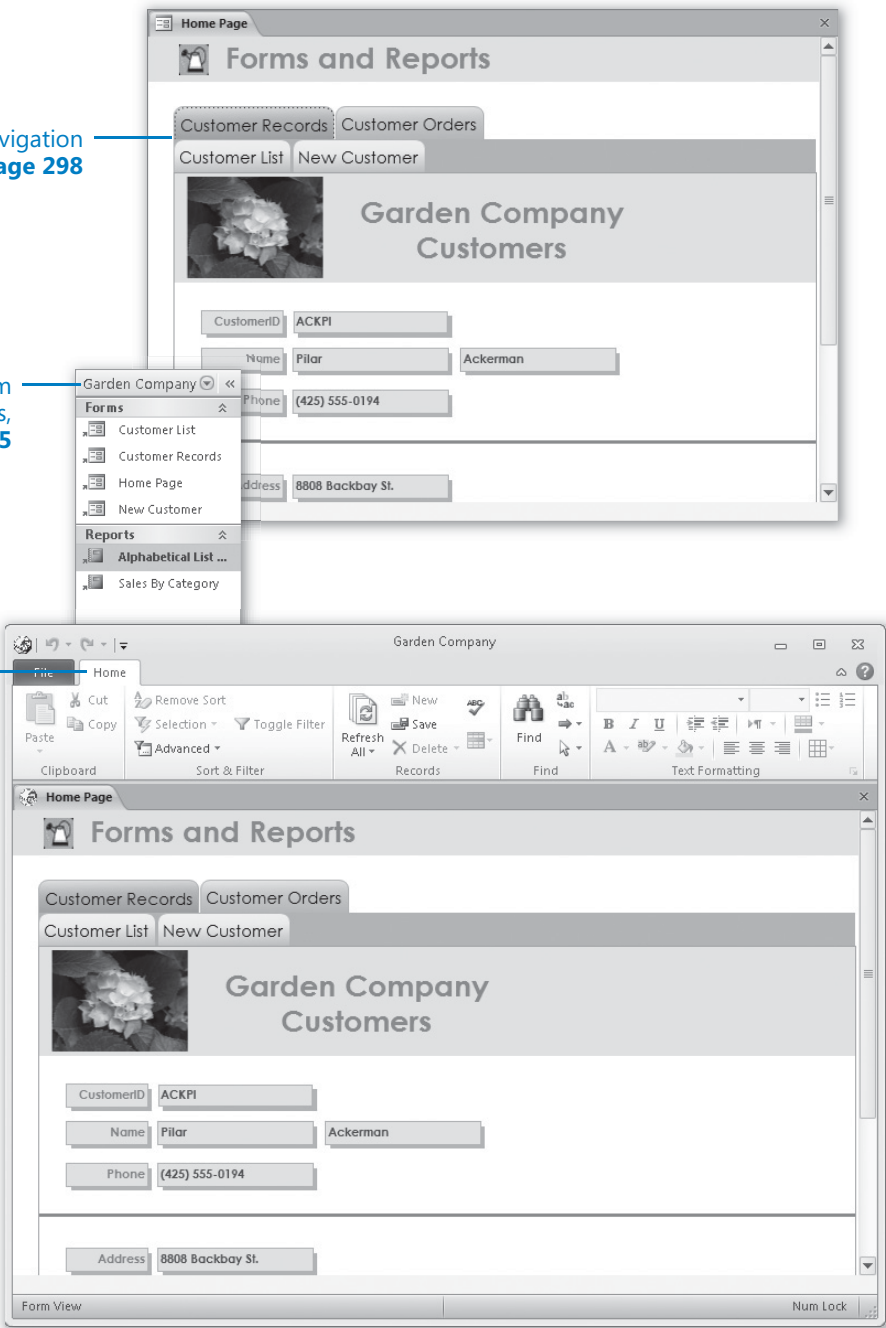 Home Page
Forms and Reports
Customer Records Customer Orders
Customer List New Customer
Garden Company
Customers
CustomerID ACKPI
Name Pilar Ackerman
Phone (425) 555-0194
Address 8808 Backbay St.
298
Garden Company
Forms
Customer List
Customer Records
Home Page
New Customer
Reports
Alphabetical List ...
Sales By Category
Garden Company
File Home
Paste
Cut
Copy
Clipboard
Remove Sort
Selection
Advanced
Toggle Filter
Sort & Filter
Refresh
All
New
Save
Delete
Records
Find
Find
B I U
A
Text Formatting
Home Page
Forms and Reports
Customer Records Customer Orders
Customer List New Customer
Garden Company
Customers
CustomerID ACKPI
Name Pilar Ackerman
Phone (425) 555-0194
Address 8808 Backbay St.
Form View Num Lock